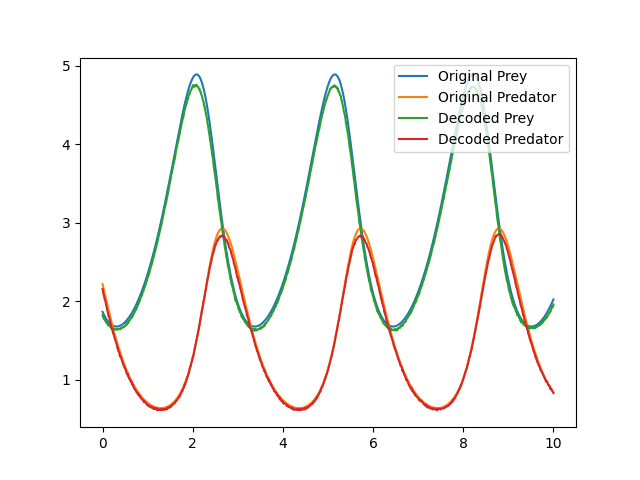 Original Prey
Original Predator
Decoded Prey
Decoded Predator
5
4
3
2
1
0 2 4 6 8 10